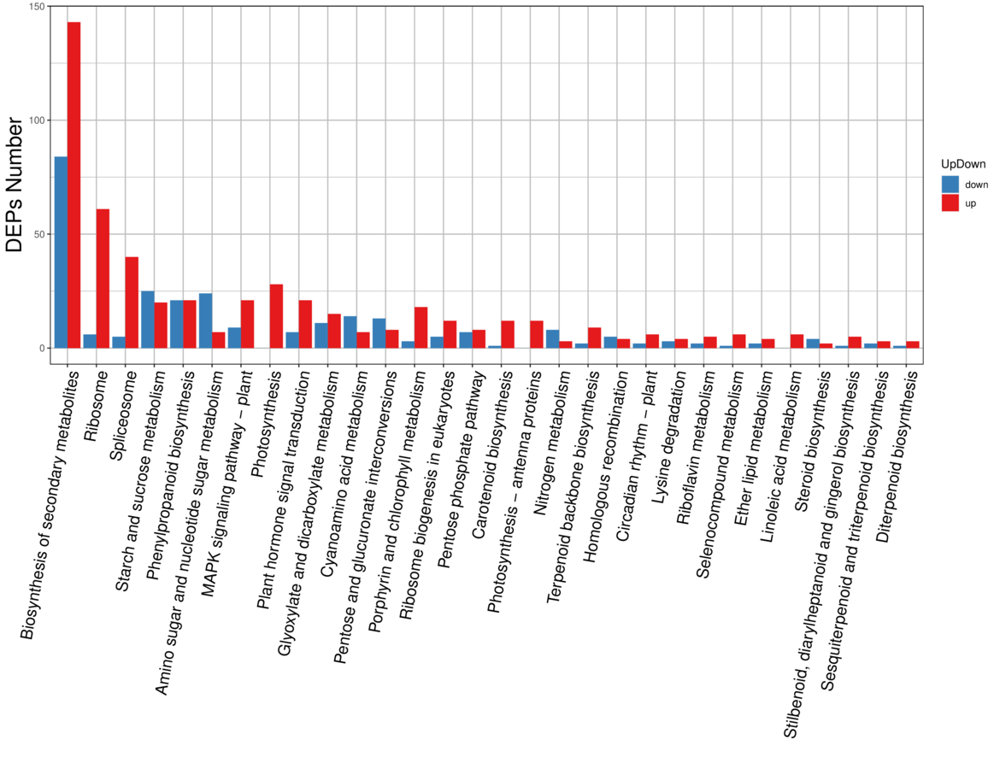 150
100
50
0
DEPs Number
UpDown
down
up
Biosynthesis of secondary metabolites
Ribosome
Spliceosome
Starch and sucrose metabolism
Phenylpropanoid biosynthesis
Amino sugar and nucleotide sugar metabolism
MAPK signaling pathway – plant
Photosynthesis
Plant hormone signal transduction
Glyoxylate and dicarboxylate metabolism
Cyanoamino acid metabolism
Pentose and glucuronate interconversions
Porphyrin and chlorophyll metabolism
Ribosome biogenesis in eukaryotes
Pentose phosphate pathway
Carotenoid biosynthesis
Photosynthesis – antenna proteins
Nitrogen metabolism
Terpenoid backbone biosynthesis
Homologous recombination
Circadian rhythm – plant
Lysine degradation
Riboflavin metabolism
Selenocompound metabolism
Ether lipid metabolism
Linoleic acid metabolism
Steroid biosynthesis
Stilbenoid, diarylheptanoid and gingerol biosynthesis
Sesquiterpenoid and triterpenoid biosynthesis
Diterpenoid biosynthesis